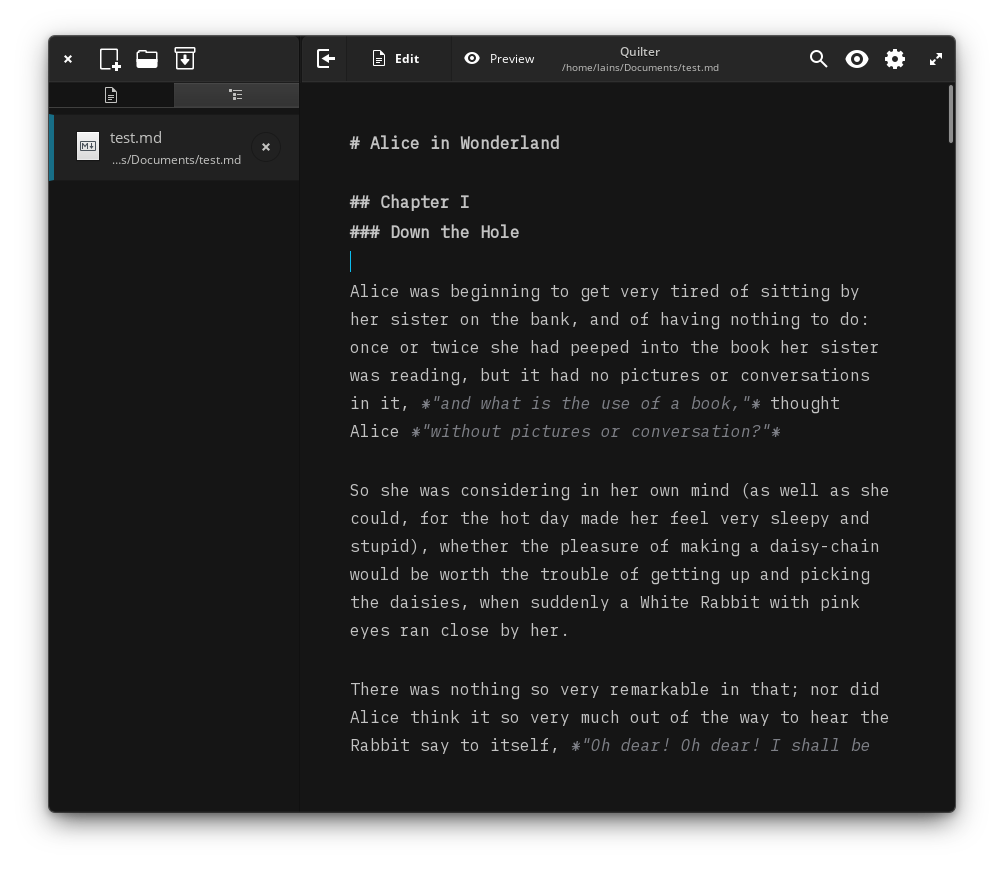 Edit
Preview
Quilter
/home/lains/Documents/test.md
test.md
...s/Documents/test.md
# Alice in Wonderland
## Chapter I
### Down the Hole
Alice was beginning to get very tired of sitting by
her sister on the bank, and of having nothing to do:
once or twice she had peeped into the book her sister
was reading, but it had no pictures or conversations
in it, *"and what is the use of a book,"* thought
Alice *"without pictures or conversation?"*
So she was considering in her own mind (as well as she
could, for the hot day made her feel very sleepy and
stupid), whether the pleasure of making a daisy-chain
would be worth the trouble of getting up and picking
the daisies, when suddenly a White Rabbit with pink
eyes ran close by her.
There was nothing so very remarkable in that; nor did
Alice think it so very much out of the way to hear the
Rabbit say to itself, *"Oh dear! Oh dear! I shall be